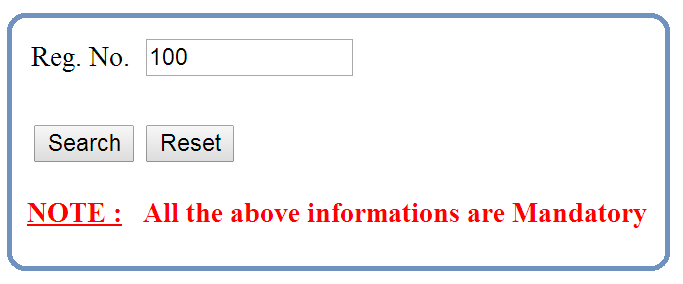 Reg. No. 100
Search Reset
NOTE : All the above informations are Mandatory